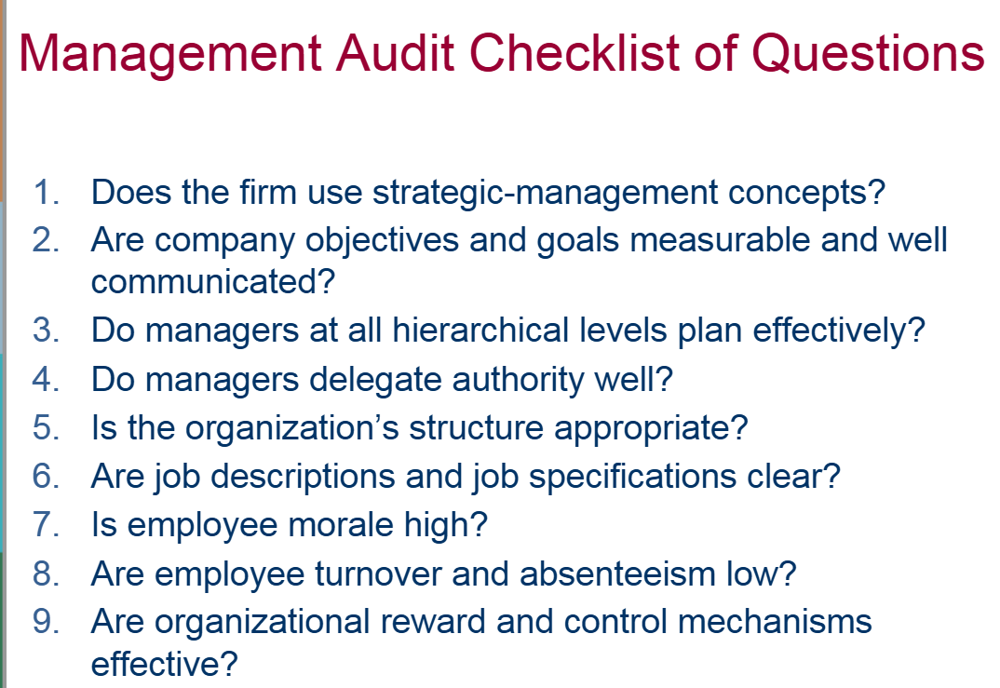 Management Audit Checklist of Questions
1. Does the firm use strategic-management concepts?
2. Are company objectives and goals measurable and well
communicated?
3. Do managers at all hierarchical levels plan effectively?
4. Do managers delegate authority well?
5. Is the organization’s structure appropriate?
6. Are job descriptions and job specifications clear?
7. Is employee morale high?
8. Are employee turnover and absenteeism low?
9. Are organizational reward and control mechanisms
effective?